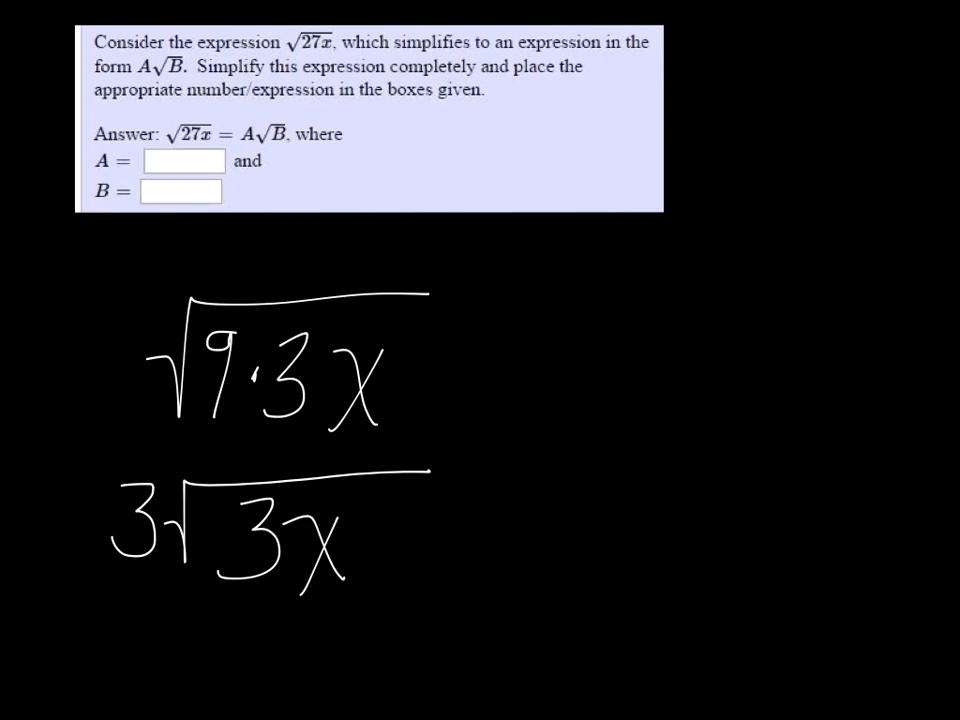 Consider the expression √27x, which simplifies to an expression in the
form A√B. Simplify this expression completely and place the
appropriate number/expression in the boxes given.
Answer: √27x = A√B, where
A = and
B =
√9·3x
3√3x